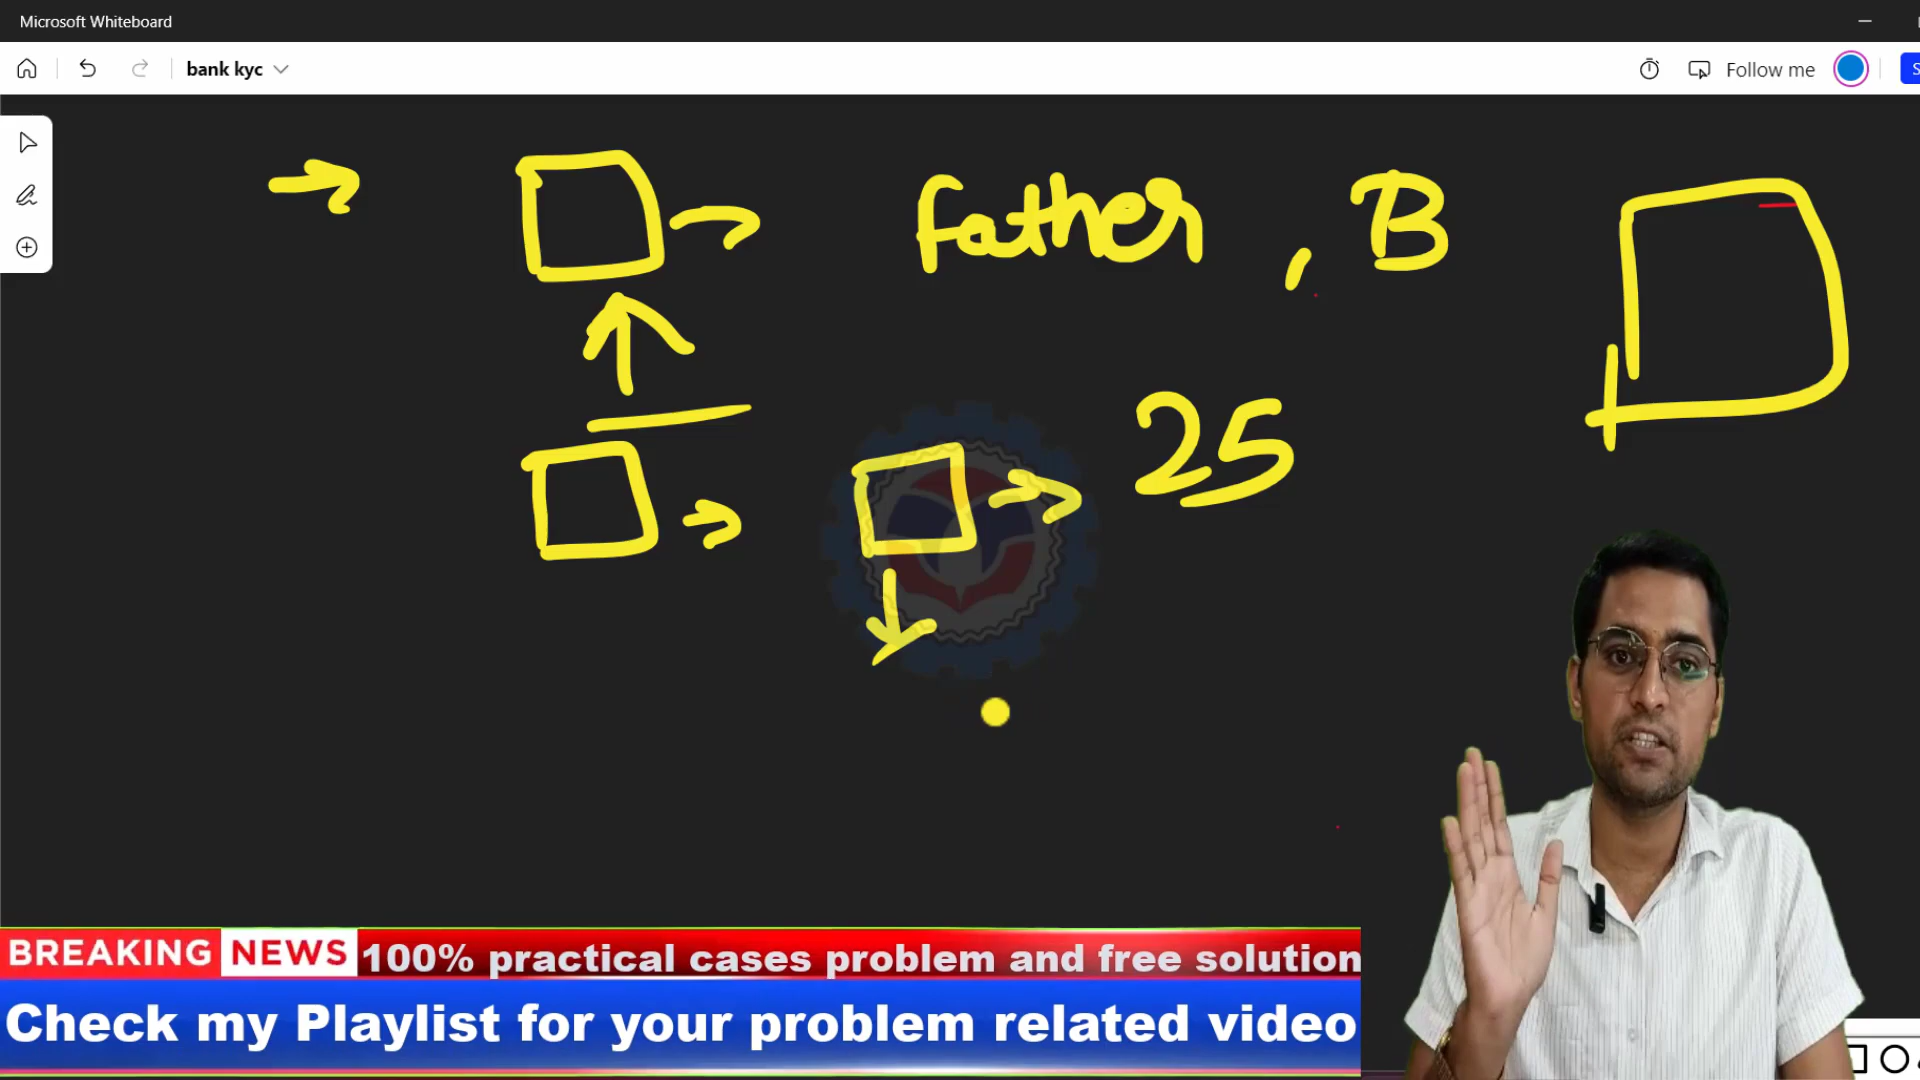 Microsoft Whiteboard
bank kyc
Follow me
Father, B
25
BREAKING NEWS 100% practical cases problem and free solution
Check my Playlist for your problem related video